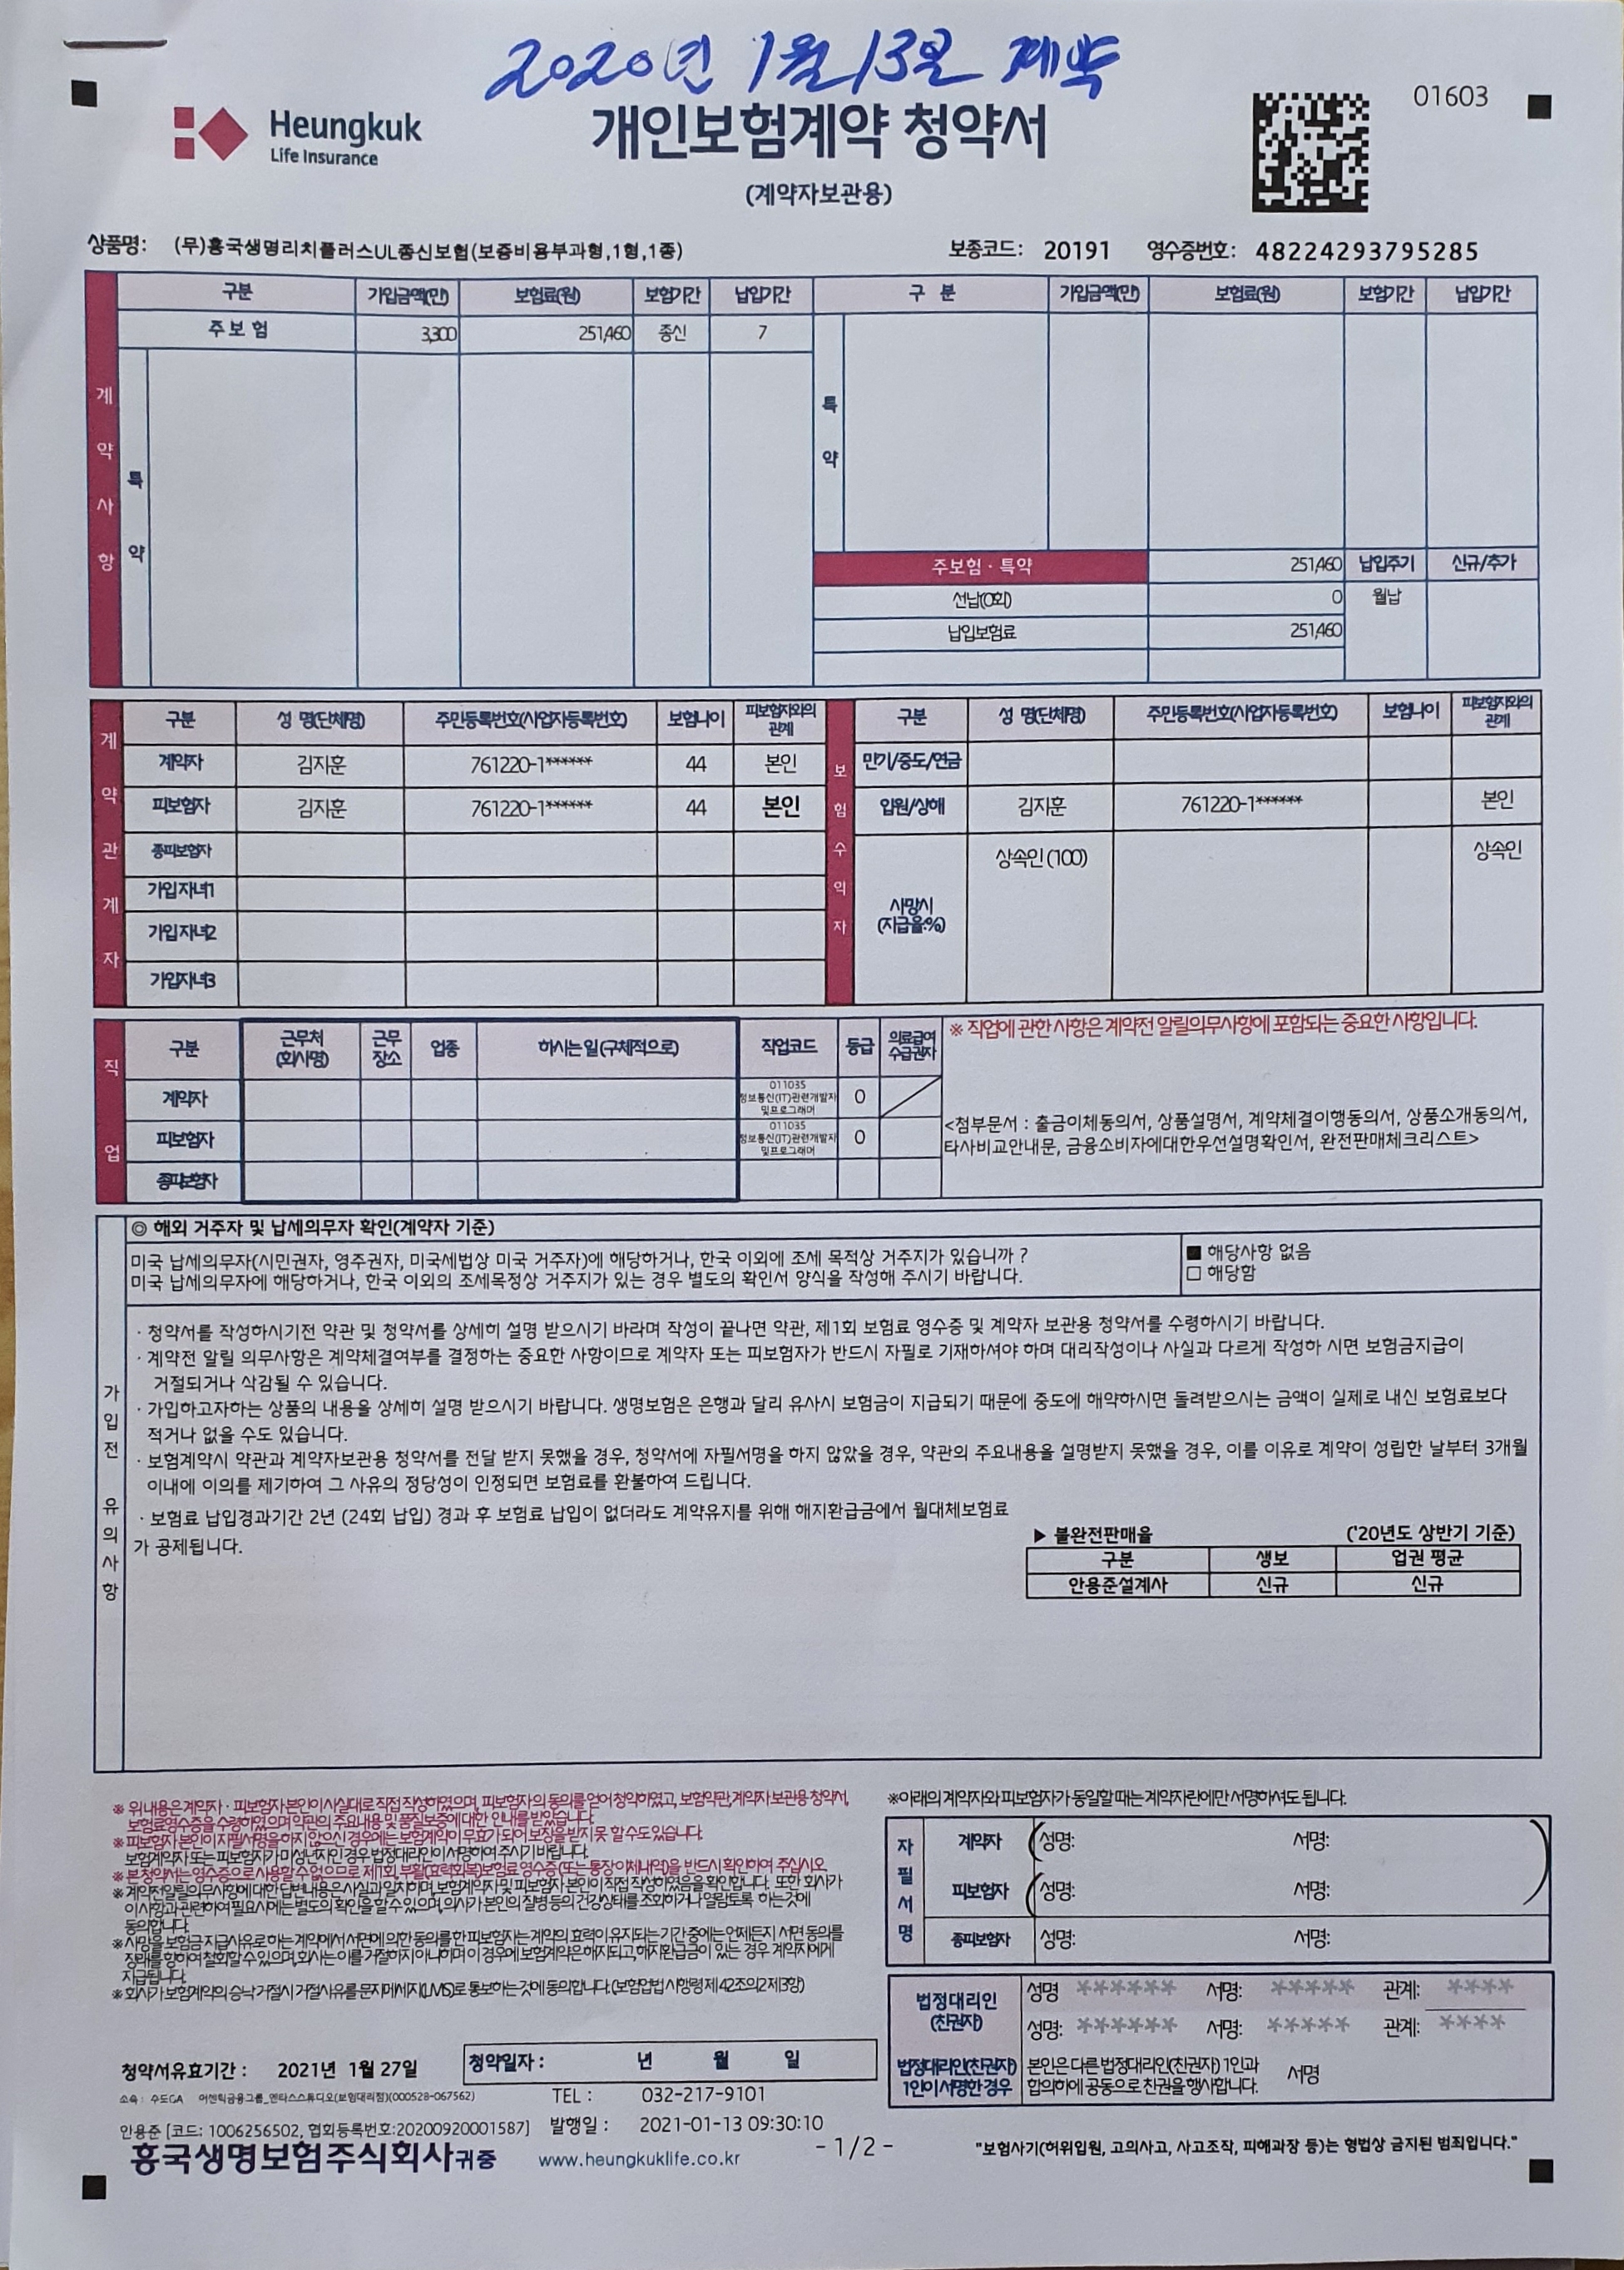 2020년 1월 13일 계약
01603
Heungkuk
Life Insurance
개인보험계약 청약서
(계약자보관용)
상품명: (무)흥국생명리치플러스UL종신보험(보증비용부과형,1형,1종) 보종코드: 20191 영수증번호: 48224293795285
계약사항
구분 가입금액(만) 보험료(원) 보험기간 납입기간 구 분 가입금액(만) 보험료(원) 보험기간 납입기간
주보험 3,300 251,460 종신 7
특약
특약
주보험 · 특약 251,460 납입주기 신규/추가
선납(0회) 0 월납
납입보험료 251,460
계약관계자
구분 성 명(단체명) 주민등록번호(사업자등록번호) 보험나이 피보험자와의 관계
계약자 김지훈 761220-1****** 44 본인
피보험자 김지훈 761220-1****** 44 본인
종피보험자
가입자녀1
가입자녀2
가입자녀3
보험수익자
구분 성 명(단체명) 주민등록번호(사업자등록번호) 보험나이 피보험자와의 관계
만기/중도/연금
입원/상해 김지훈 761220-1****** 본인
사망시 (지급율:%) 상속인 (100) 상속인
직업
구분 근무처 (회사명) 근무 장소 업종 하시는 일 (구체적으로) 직업코드 등급 의료급여 수급권자
계약자 011035 정보통신(IT)관련개발자 및프로그래머 0
피보험자 011035 정보통신(IT)관련개발자 및프로그래머 0
종피보험자
※ 직업에 관한 사항은 계약전 알릴의무사항에 포함되는 중요한 사항입니다.
<첨부문서 : 출금이체동의서, 상품설명서, 계약체결이행동의서, 상품소개동의서,
타사비교안내문, 금융소비자에대한우선설명확인서, 완전판매체크리스트>
가입전 유의사항
◎ 해외 거주자 및 납세의무자 확인(계약자 기준)
미국 납세의무자(시민권자, 영주권자, 미국세법상 미국 거주자)에 해당하거나, 한국 이외에 조세 목적상 거주지가 있습니까 ?
미국 납세의무자에 해당하거나, 한국 이외의 조세목정상 거주지가 있는 경우 별도의 확인서 양식을 작성해 주시기 바랍니다.
■ 해당사항 없음
□ 해당함
· 청약서를 작성하시기전 약관 및 청약서를 상세히 설명 받으시기 바라며 작성이 끝나면 약관, 제1회 보험료 영수증 및 계약자 보관용 청약서를 수령하시기 바랍니다.
· 계약전 알릴 의무사항은 계약체결여부를 결정하는 중요한 사항이므로 계약자 또는 피보험자가 반드시 자필로 기재하셔야 하며 대리작성이나 사실과 다르게 작성하 시면 보험금지급이
거절되거나 삭감될 수 있습니다.
· 가입하고자하는 상품의 내용을 상세히 설명 받으시기 바랍니다. 생명보험은 은행과 달리 유사시 보험금이 지급되기 때문에 중도에 해약하시면 돌려받으시는 금액이 실제로 내신 보험료보다
적거나 없을 수도 있습니다.
· 보험계약시 약관과 계약자보관용 청약서를 전달 받지 못했을 경우, 청약서에 자필서명을 하지 않았을 경우, 약관의 주요내용을 설명받지 못했을 경우, 이를 이유로 계약이 성립한 날부터 3개월
이내에 이의를 제기하여 그 사유의 정당성이 인정되면 보험료를 환불하여 드립니다.
· 보험료 납입경과기간 2년 (24회 납입) 경과 후 보험료 납입이 없더라도 계약유지를 위해 해지환급금에서 월대체보험료
가 공제됩니다.
▶ 불완전판매율 ('20년도 상반기 기준)
구분 생보 업권 평균
안용준설계사 신규 신규
※ 위 내용은 계약자 · 피보험자 본인이 사실대로 직접 작성하였으며, 피보험자의 동의를 얻어 청약하였고, 보험약관, 계약자 보관용 청약서,
보험료영수증을 수령하였으며 약관의 주요내용 및 품질보증에 대한 안내를 받았습니다.
※ 피보험자 본인이 자필서명을 하지 않으신 경우에는 보험계약이 무효가 되어 보장을 받지 못 할 수도 있습니다.
보험계약자 또는 피보험자가 미성년자인 경우 법정대리인이 서명하여 주시기 바랍니다.
※ 본 청약서는 영수증으로 사용할 수 없으므로 제1회, 부활(효력회복)보험료 영수증 (또는 통장 이체내역)을 반드시 확인하여 주십시오.
※ 계약전알릴의무사항에 대한 답변내용은 사실과 일치하며, 보험계약자 및 피보험자 본인이 직접 작성하였음을 확인합니다. 또한 회사가
이 사항과 관련하여 필요시에는 별도의 확인을 할 수 있으며, 의사가 본인의 질병 등의 건강상태를 조회하거나 열람토록 하는것에
동의합니다.
※ 사망을 보험금 지급사유로 하는 계약에서 서면에 의한 동의를 한 피보험자는 계약의 효력이 유지되는 기간 중에는 언제든지 서면 동의를
장래를 향하여 철회할 수 있으며, 회사는 이를 거절하지 아니하며 이 경우에 보험계약은 해지되고, 해지환급금이 있는 경우 계약자에게
지급됩니다.
※ 회사가 보험계약의 승낙 거절시 거절사유를 문자메세지(LMS)로 통보하는 것에 동의합니다. (보험업법 시행령 제42조의2 제3항)
※아래의 계약자와 피보험자가 동일할 때는 계약자란에만 서명하셔도 됩니다.
자필서명
계약자 성명: 서명:
피보험자 성명: 서명:
종피보험자 성명: 서명:
법정대리인 (친권자) 성명 ****** 서명: ***** 관계: ****
성명: ****** 서명: ***** 관계: ****
법정대리인(친권자) 1인이 서명한 경우 본인은 다른 법정대리인(친권자) 1인과 합의하에 공동으로 친권을 행사합니다. 서명
청약서유효기간 : 2021년 1월 27일 청약일자 : 년 월 일
소속 : 수도GA 어센틱금융그룹_엔타스스튜디오(보험대리점)(000528-067562) TEL : 032-217-9101
안용준 [코드: 1006256502, 협회등록번호:20200920001587] 발행일 : 2021-01-13 09:30:10
흥국생명보험주식회사귀중 www.heungkuklife.co.kr - 1/2 - "보험사기(허위입원, 고의사고, 사고조작, 피해과장 등)는 형법상 금지된 범죄입니다."